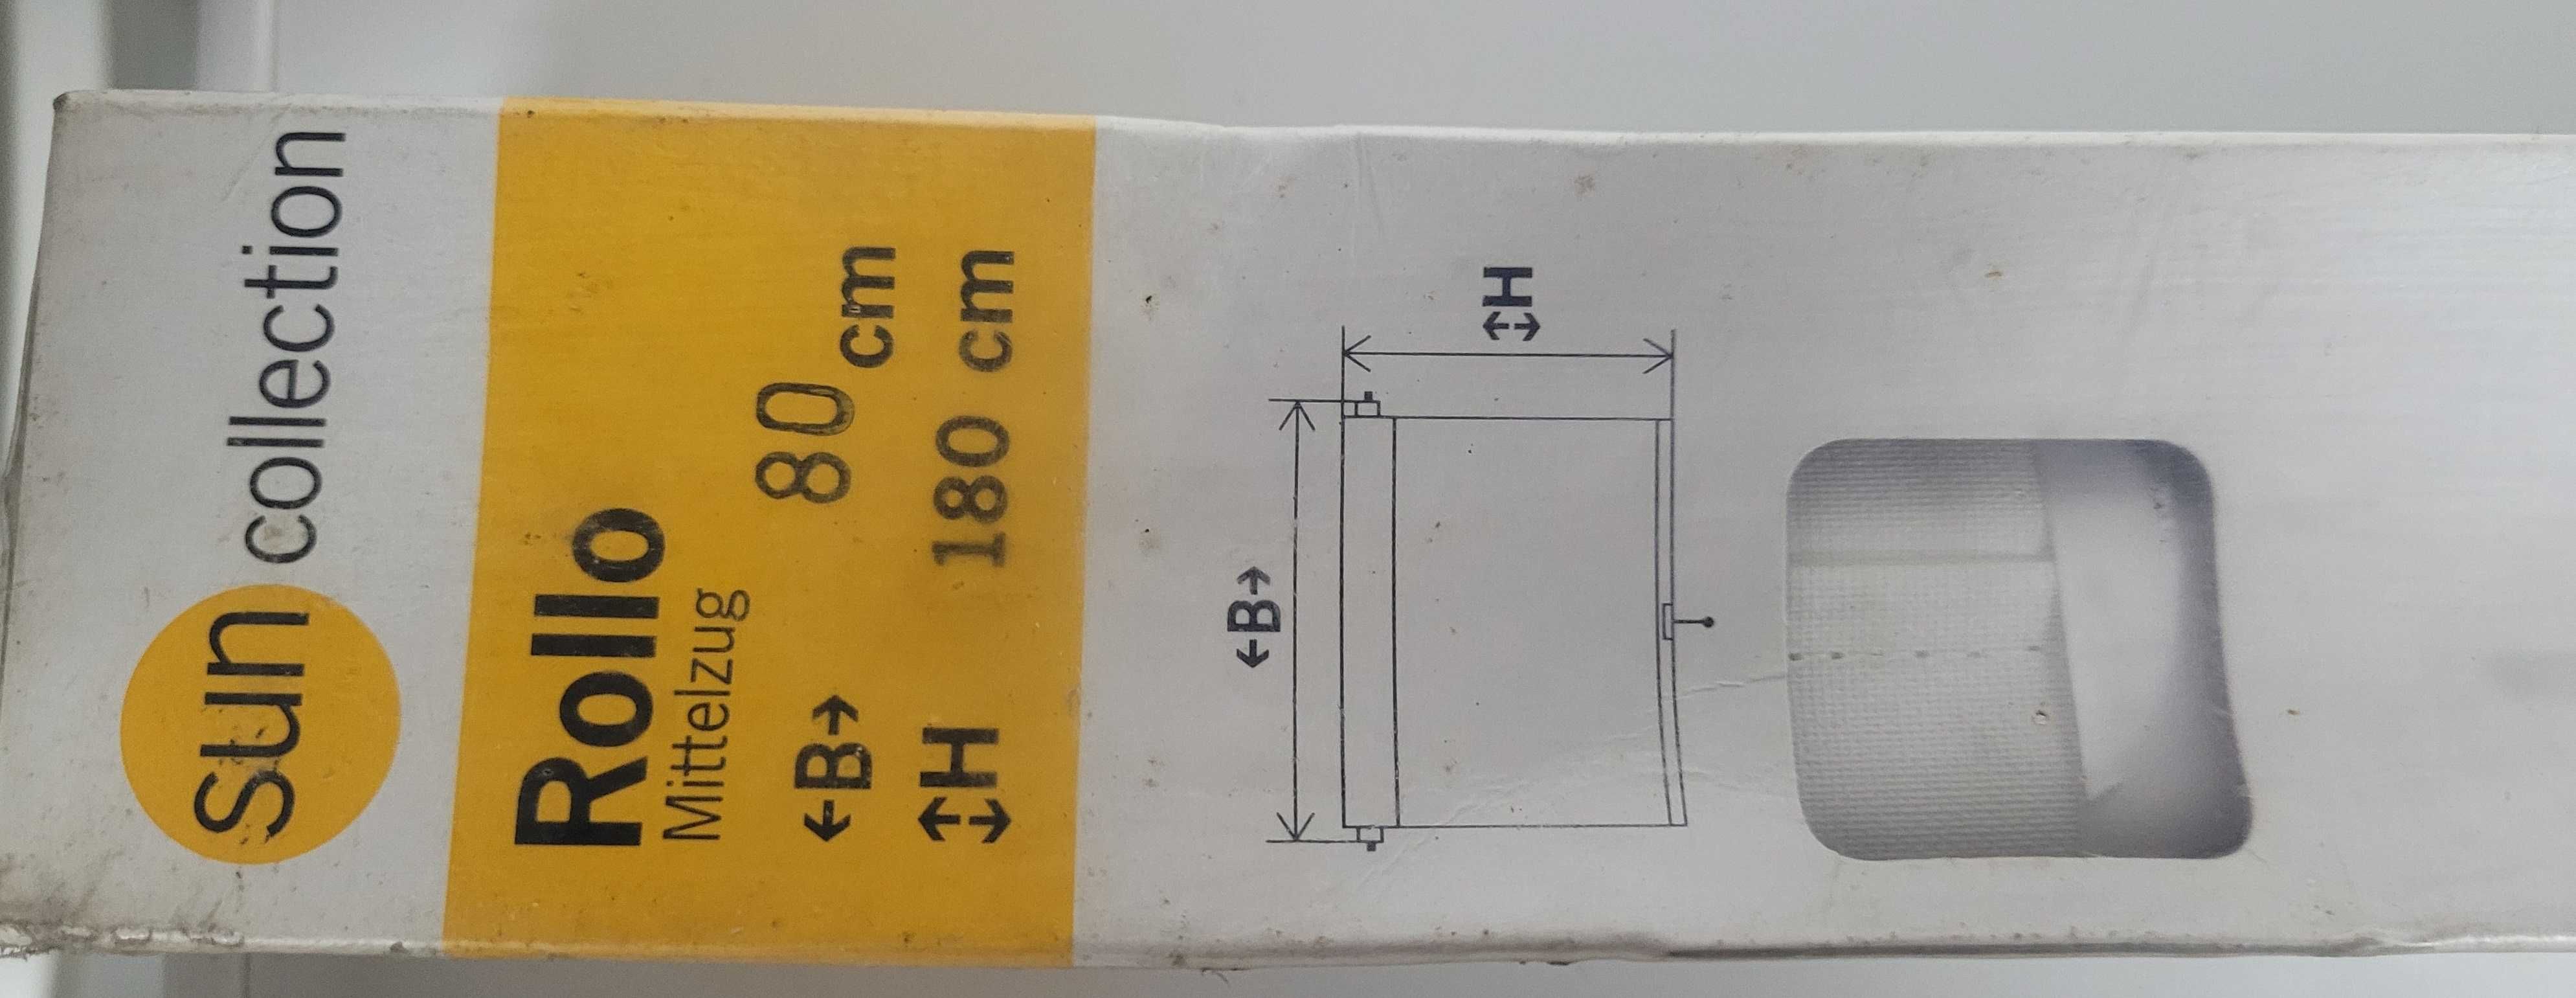 sun collection
Rollo
Mittelzug
←B→ 80 cm
↕H 180 cm
←B→
↕H